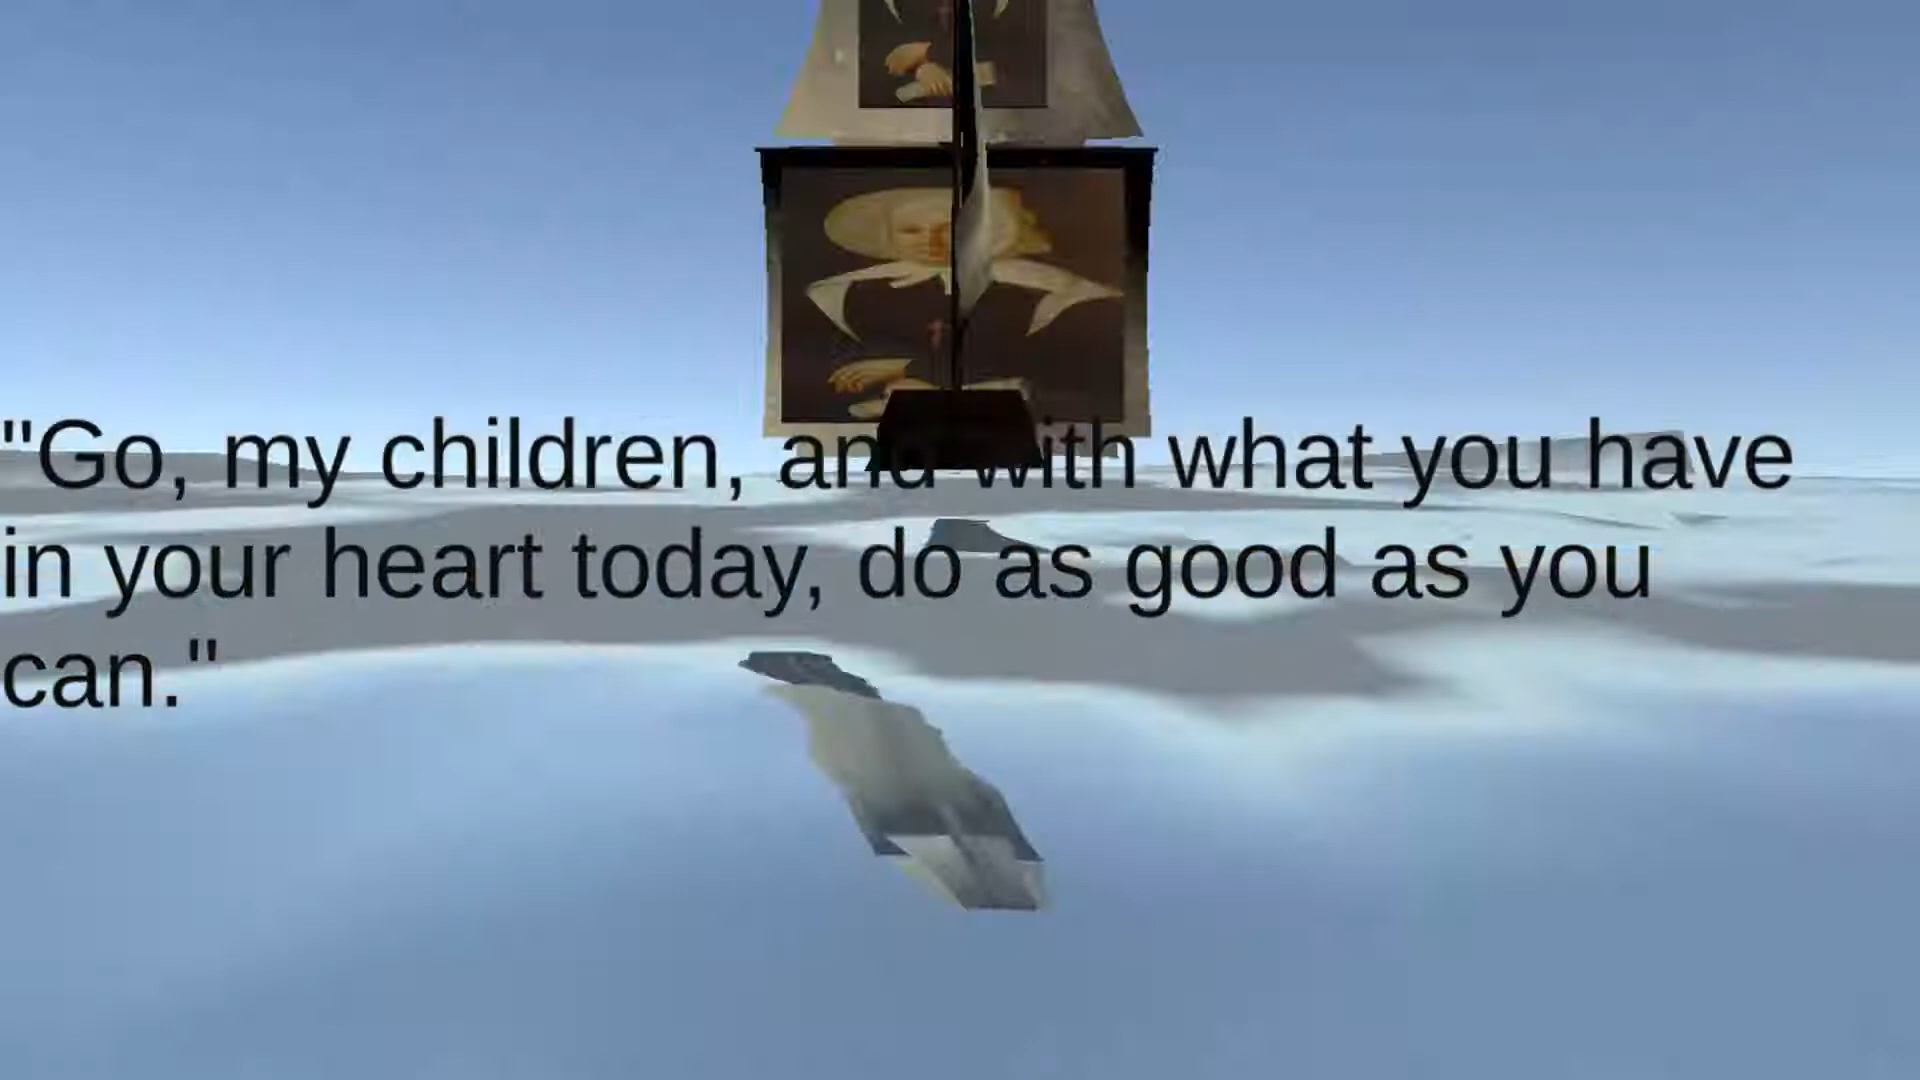 "Go, my children, and with what you have
in your heart today, do as good as you
can."